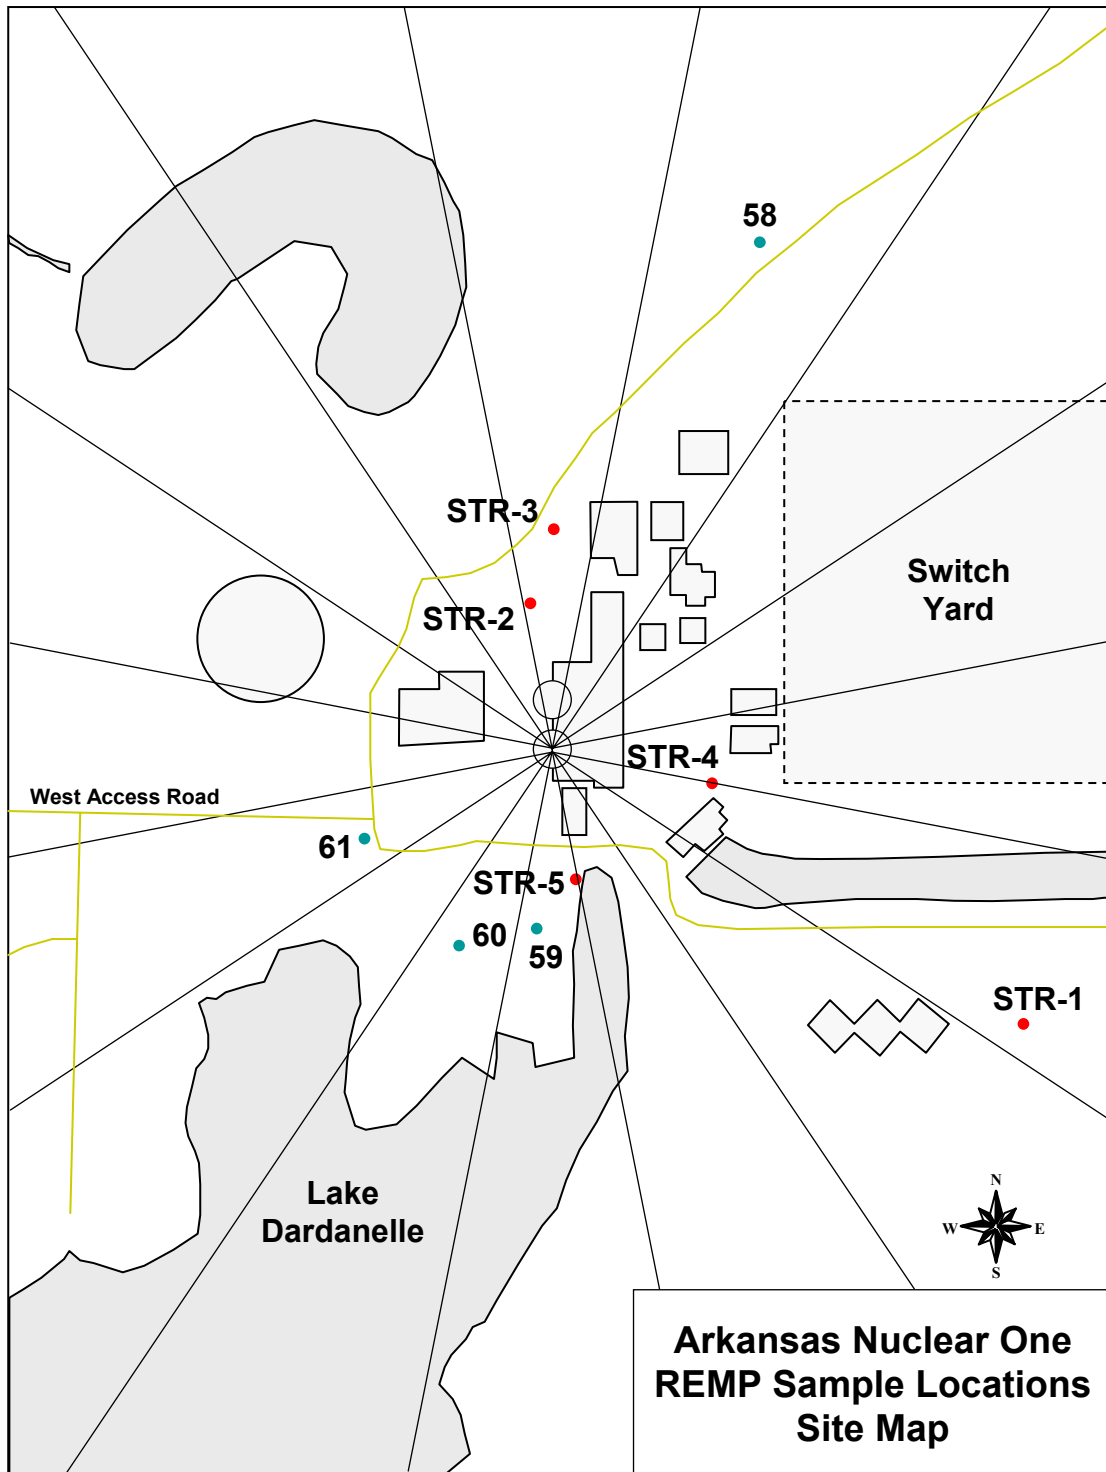 58
STR-3
Switch
Yard
STR-2
STR-4
West Access Road
61
STR-5
60
59
STR-1
Lake
Dardanelle
N
W E
S
Arkansas Nuclear One
REMP Sample Locations
Site Map